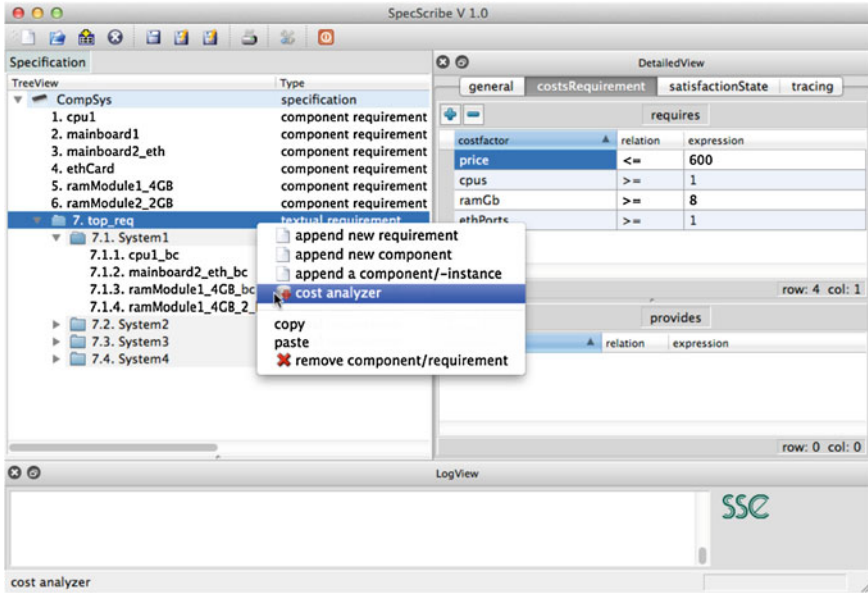 SpecScribe V 1.0
Specification
TreeView Type
CompSys specification
1. cpu1 component requirement
2. mainboard1 component requirement
3. mainboard2_eth component requirement
4. ethCard component requirement
5. ramModule1_4GB component requirement
6. ramModule2_2GB component requirement
7. top_req textual requirement
7.1. System1
7.1.1. cpu1_bc
7.1.2. mainboard2_eth_bc
7.1.3. ramModule1_4GB_bc
7.1.4. ramModule1_4GB_2_
7.2. System2
7.3. System3
7.4. System4
append new requirement
append new component
append a component/-instance
cost analyzer
copy
paste
remove component/requirement
DetailedView
general costsRequirement satisfactionState tracing
requires
costfactor relation expression
price <= 600
cpus >= 1
ramGb >= 8
ethPorts >= 1
row: 4 col: 1
provides
relation expression
row: 0 col: 0
LogView
SSE
cost analyzer